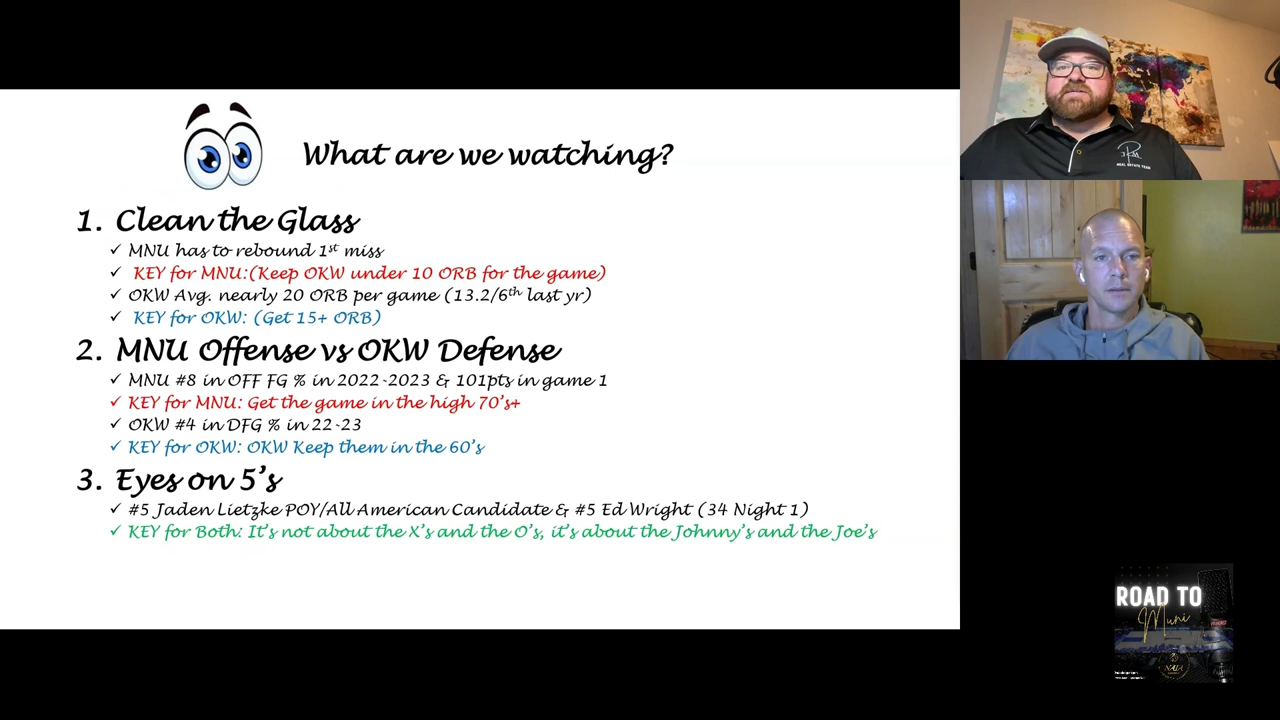 What are we watching?
1. Clean the Glass
✓ MNU has to rebound 1st miss
✓ KEY for MNU:(Keep OKW under 10 ORB for the game)
✓ OKW Avg. nearly 20 ORB per game (13.2/6th last yr)
✓ KEY for OKW: (Get 15+ ORB)
2. MNU Offense vs OKW Defense
✓ MNU #8 in OFF FG % in 2022-2023 & 101pts in game 1
✓ KEY for MNU: Get the game in the high 70's+
✓ OKW #4 in DFG % in 22-23
✓ KEY for OKW: OKW Keep them in the 60's
3. Eyes on 5's
✓ #5 Jaden Lietzke POY/All American Candidate & #5 Ed Wright (34 Night 1)
✓ KEY for Both: It's not about the X's and the O's, it's about the Johnny's and the Joe's
REAL ESTATE TEAM
ROAD TO
Muni
NAIA